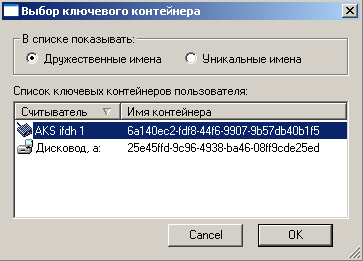 Выбор ключевого контейнера
В списке показывать:
Дружественные имена Уникальные имена
Список ключевых контейнеров пользователя:
Считыватель Имя контейнера
AKS ifdh 1 6a140ec2-fdf8-44f6-9907-9b57db40b1f5
Дисковод, a: 25e45ffd-9c96-4938-ba46-08ff9cde25ed
Cancel OK